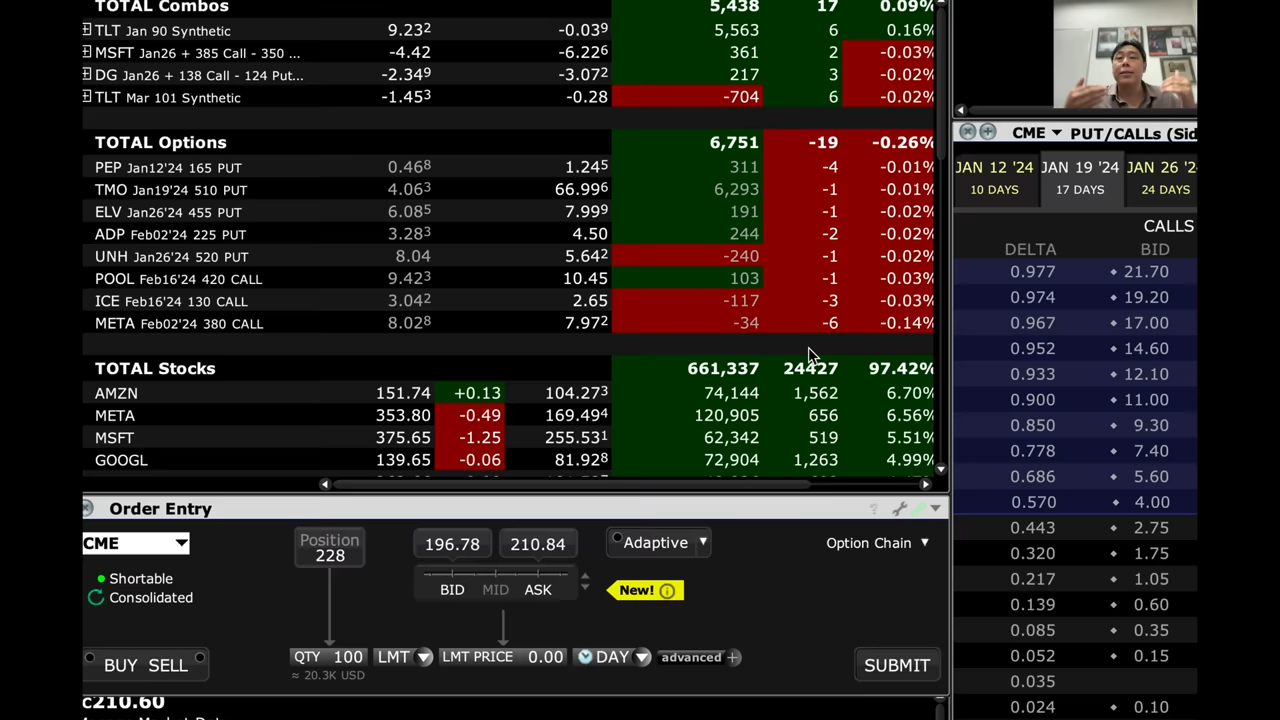 TOTAL Combos 5,438 17 0.09%
TLT Jan 90 Synthetic 9.232 -0.039 5,563 6 0.16%
MSFT Jan26 + 385 Call - 350 ... -4.42 -6.226 361 2 -0.03%
DG Jan26 + 138 Call - 124 Put... -2.349 -3.072 217 3 -0.02%
TLT Mar 101 Synthetic -1.453 -0.28 -704 6 -0.02%
TOTAL Options 6,751 -19 -0.26%
PEP Jan12'24 165 PUT 0.468 1.245 311 -4 -0.01%
TMO Jan19'24 510 PUT 4.063 66.996 6,293 -1 -0.01%
ELV Jan26'24 455 PUT 6.085 7.999 191 -1 -0.02%
ADP Feb02'24 225 PUT 3.283 4.50 244 -2 -0.02%
UNH Jan26'24 520 PUT 8.04 5.642 -240 -1 -0.02%
POOL Feb16'24 420 CALL 9.423 10.45 103 -1 -0.03%
ICE Feb16'24 130 CALL 3.042 2.65 -117 -3 -0.03%
META Feb02'24 380 CALL 8.028 7.972 -34 -6 -0.14%
TOTAL Stocks 661,337 24427 97.42%
AMZN 151.74 +0.13 104.273 74,144 1,562 6.70%
META 353.80 -0.49 169.494 120,905 656 6.56%
MSFT 375.65 -1.25 255.531 62,342 519 5.51%
GOOGL 139.65 -0.06 81.928 72,904 1,263 4.99%
Order Entry ?
CME Position 228 196.78 210.84 Adaptive Option Chain
Shortable
Consolidated
BID MID ASK New!
BUY SELL QTY 100 LMT LMT PRICE 0.00 DAY advanced + SUBMIT
≈ 20.3K USD
c210.60
CME PUT/CALLs (Sid
JAN 12 '24 JAN 19 '24 JAN 26 '24
10 DAYS 17 DAYS 24 DAYS
CALLS
DELTA BID
0.977 21.70
0.974 19.20
0.967 17.00
0.952 14.60
0.933 12.10
0.900 11.00
0.850 9.30
0.778 7.40
0.686 5.60
0.570 4.00
0.443 2.75
0.320 1.75
0.217 1.05
0.139 0.60
0.085 0.35
0.052 0.15
0.035
0.024 0.10